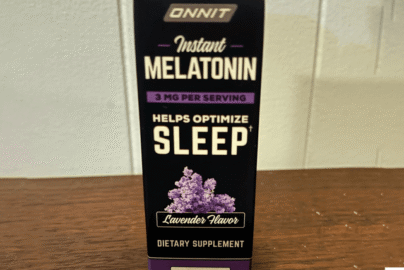 ONNIT
Instant
MELATONIN
3 MG PER SERVING
HELPS OPTIMIZE
SLEEP†
Lavender Flavor
DIETARY SUPPLEMENT